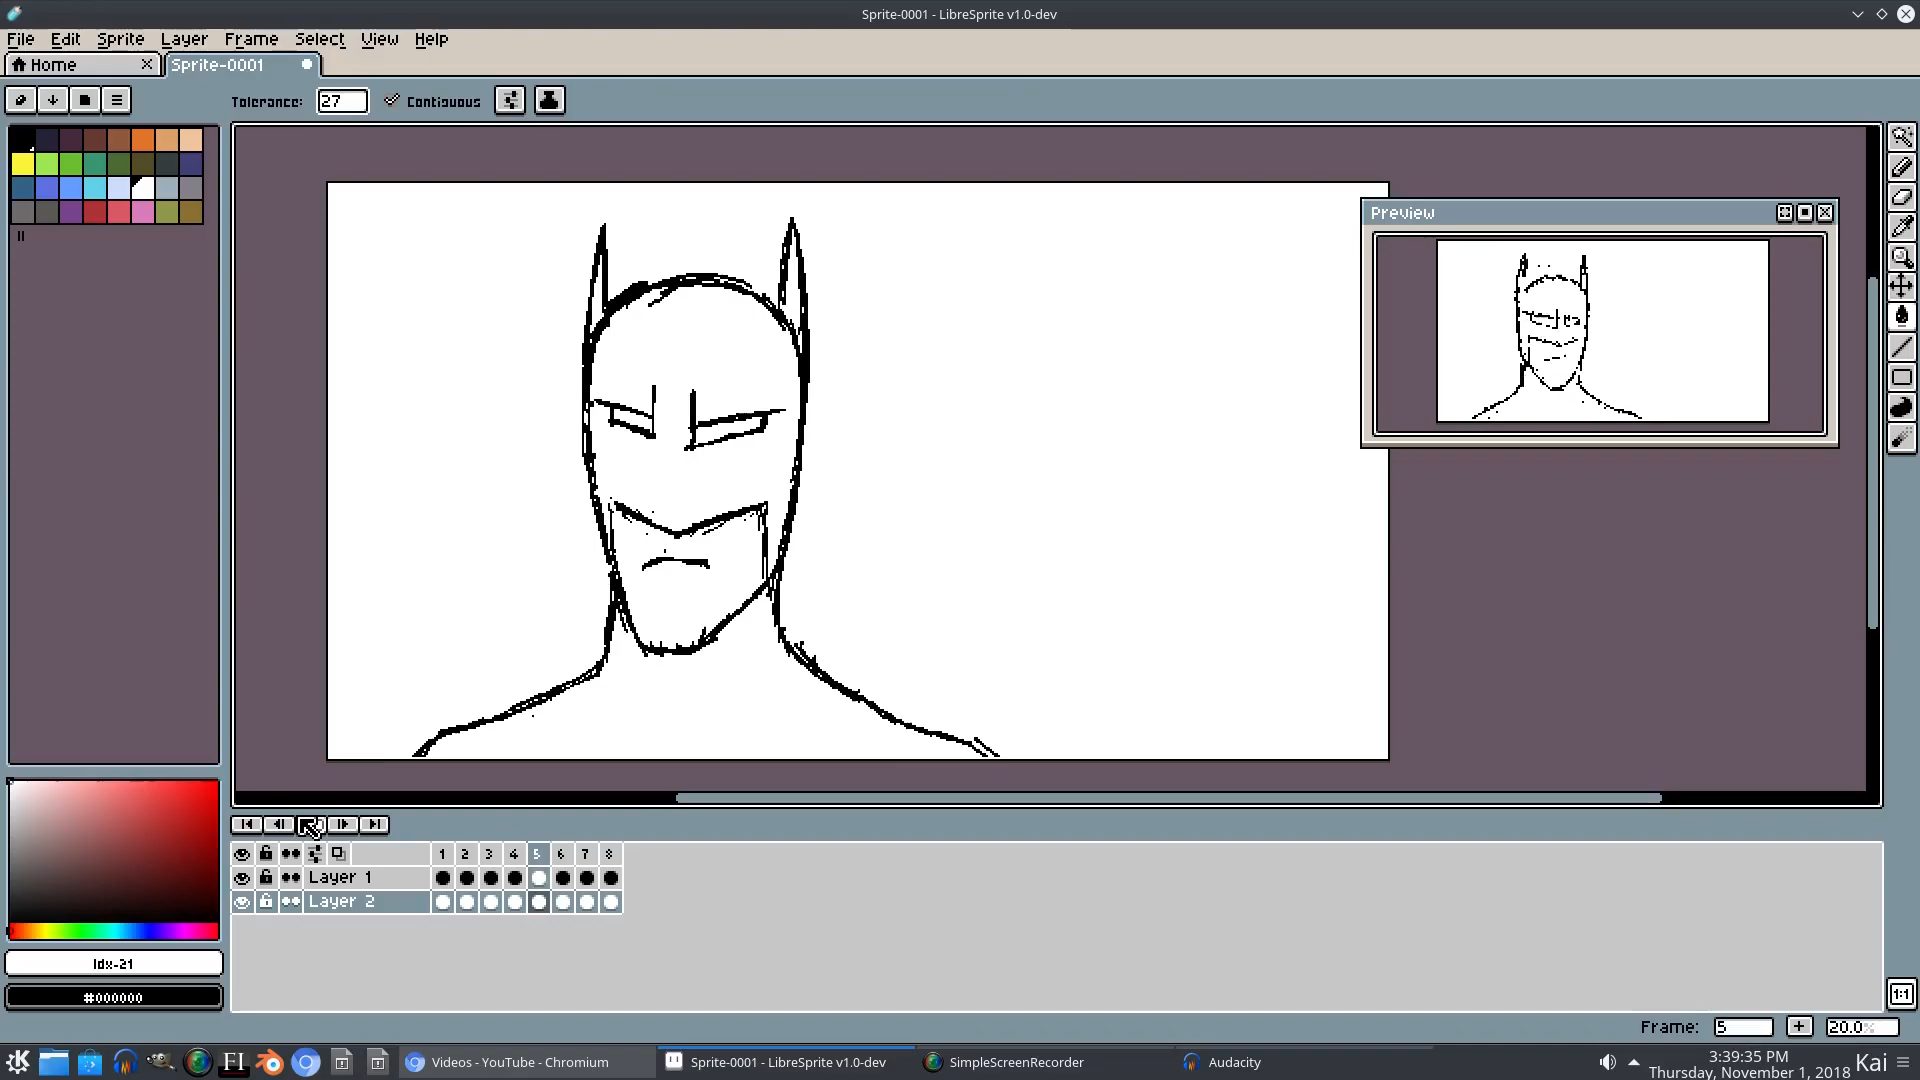 Sprite-0001 - LibreSprite v1.0-dev
File Edit Sprite Layer Frame Select View Help
Home Sprite-0001
Tolerance: 27 Contiguous
Preview
1 2 3 4 5 6 7 8
Layer 1
Layer 2
Idx-21
#000000
1:1
Frame: 5 + 20.0%
FI Videos - YouTube - Chromium Sprite-0001 - LibreSprite v1.0-dev SimpleScreenRecorder Audacity 3:39:35 PM Kai
Thursday, November 1, 2018